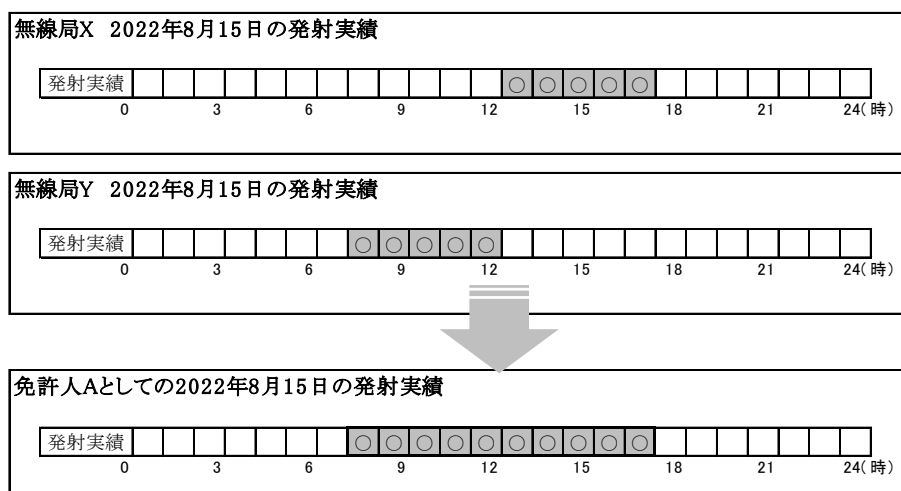 無線局X 2022年8月15日の発射実績
発射実績 ○ ○ ○ ○ ○
0 3 6 9 12 15 18 21 24(時)
無線局Y 2022年8月15日の発射実績
発射実績 ○ ○ ○ ○ ○
0 3 6 9 12 15 18 21 24(時)
免許人Aとしての2022年8月15日の発射実績
発射実績 ○ ○ ○ ○ ○ ○ ○ ○ ○ ○
0 3 6 9 12 15 18 21 24(時)